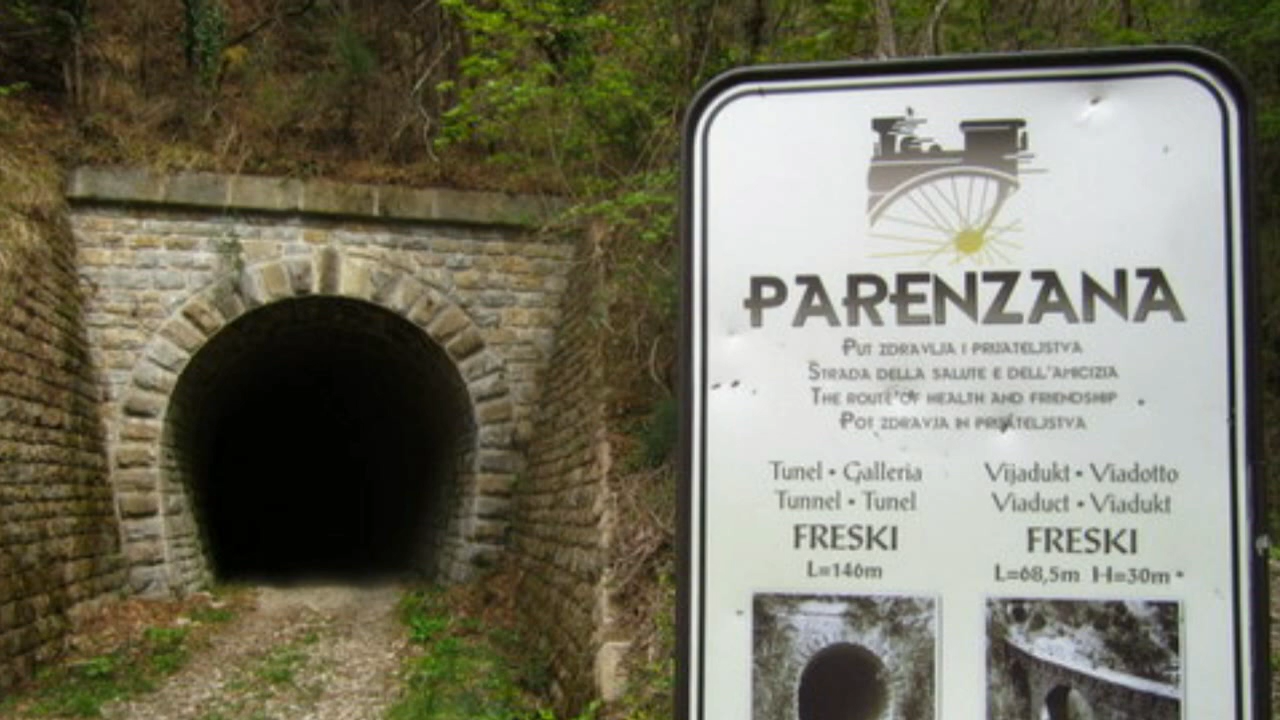 PARENZANA
Put zdravlja i prijateljstva
Strada della salute e dell'amicizia
The route of health and friendship
Pot zdravja in prijateljstva
Tunel • Galleria
Tunnel • Tunel
FRESKI
L=146m
Vijadukt • Viadotto
Viaduct • Viadukt
FRESKI
L=68,5m H=30m